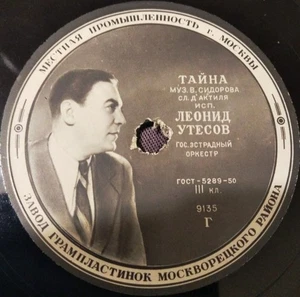 МЕСТНАЯ ПРОМЫШЛЕННОСТЬ г. МОСКВЫ
ТАЙНА
МУЗ. В. СИДОРОВА
СЛ. Д'АКТИЛЯ
ИСП.
ЛЕОНИД
УТЕСОВ
ГОС. ЭСТРАДНЫЙ
ОРКЕСТР
ГОСТ-5289-50
III КЛ.
9135
Г
ЗАВОД ГРАМПЛАСТИНОК МОСКВОРЕЦКОГО РАЙОНА